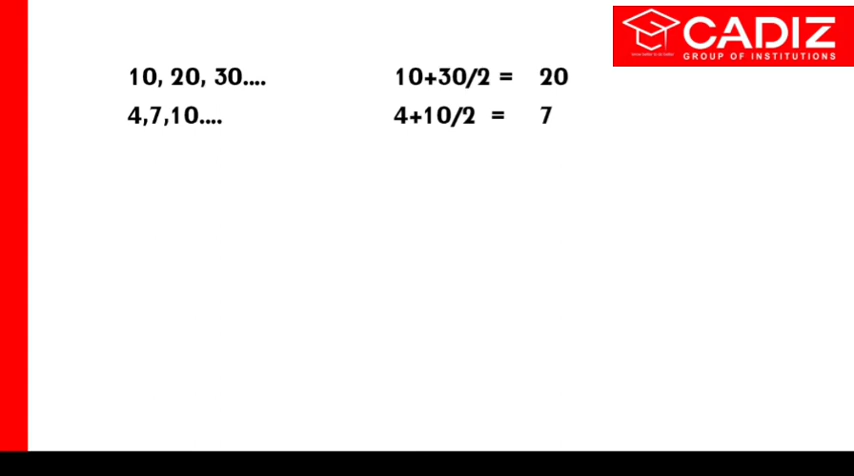 CADIZ
GROUP OF INSTITUTIONS
10, 20, 30.... 10+30/2 = 20
4,7,10.... 4+10/2 = 7